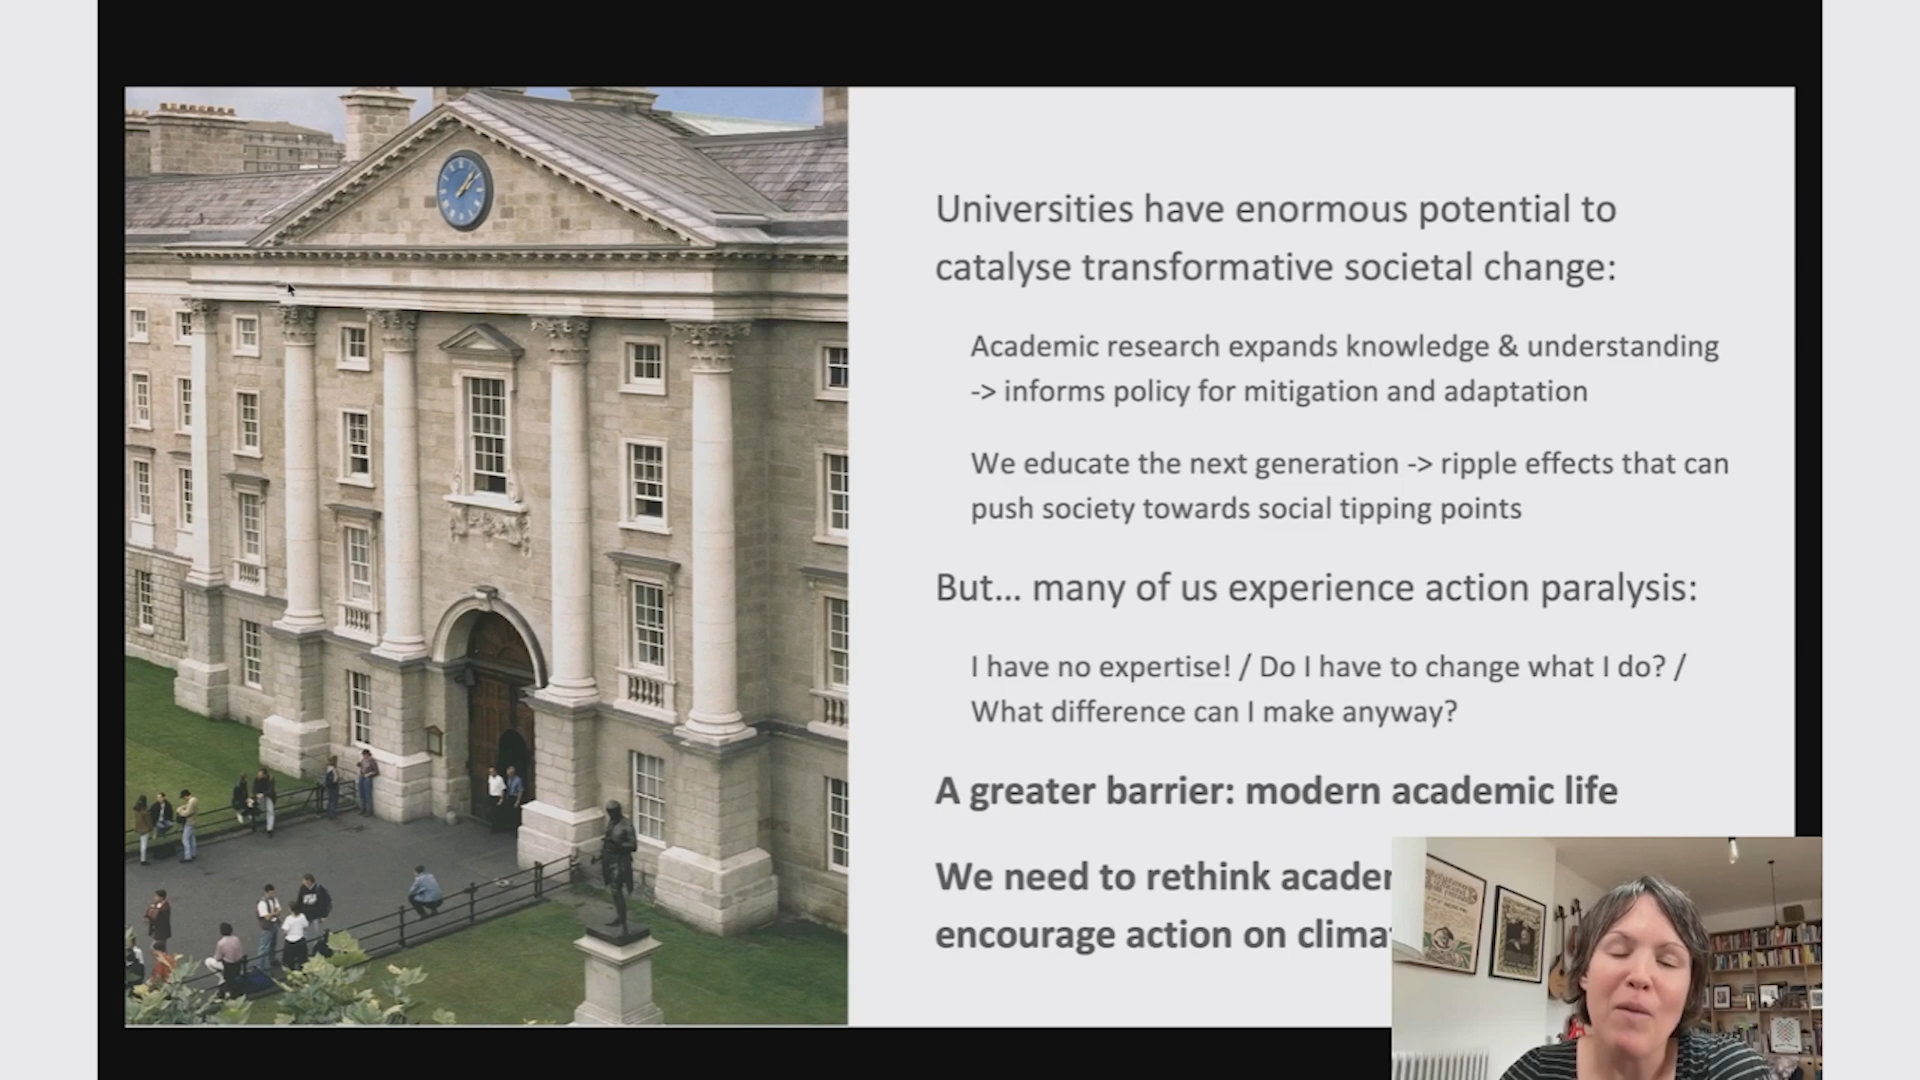 Universities have enormous potential to
catalyse transformative societal change:
Academic research expands knowledge & understanding
-> informs policy for mitigation and adaptation
We educate the next generation -> ripple effects that can
push society towards social tipping points
But... many of us experience action paralysis:
I have no expertise! / Do I have to change what I do? /
What difference can I make anyway?
A greater barrier: modern academic life
We need to rethink
encourage action on